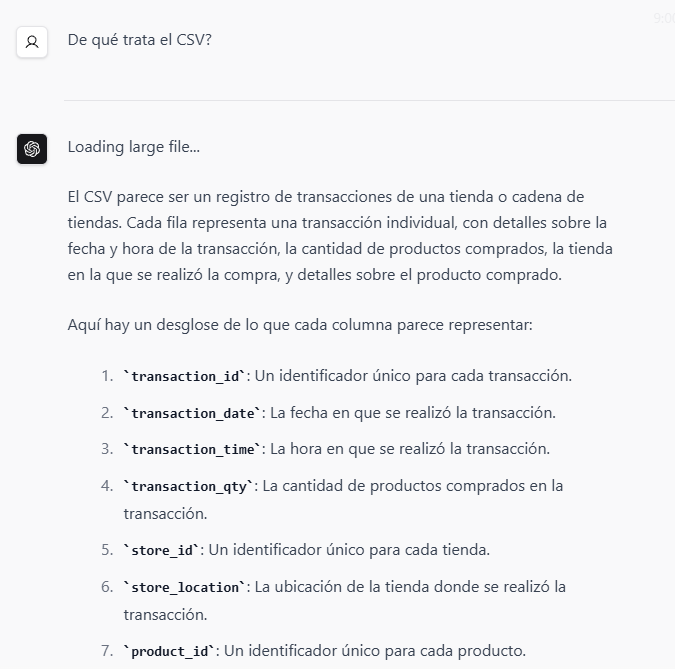 9:0
De qué trata el CSV?
Loading large file...
El CSV parece ser un registro de transacciones de una tienda o cadena de
tiendas. Cada fila representa una transacción individual, con detalles sobre la
fecha y hora de la transacción, la cantidad de productos comprados, la tienda
en la que se realizó la compra, y detalles sobre el producto comprado.
Aquí hay un desglose de lo que cada columna parece representar:
1. `transaction_id`: Un identificador único para cada transacción.
2. `transaction_date`: La fecha en que se realizó la transacción.
3. `transaction_time`: La hora en que se realizó la transacción.
4. `transaction_qty`: La cantidad de productos comprados en la
transacción.
5. `store_id`: Un identificador único para cada tienda.
6. `store_location`: La ubicación de la tienda donde se realizó la
transacción.
7. `product_id`: Un identificador único para cada producto.